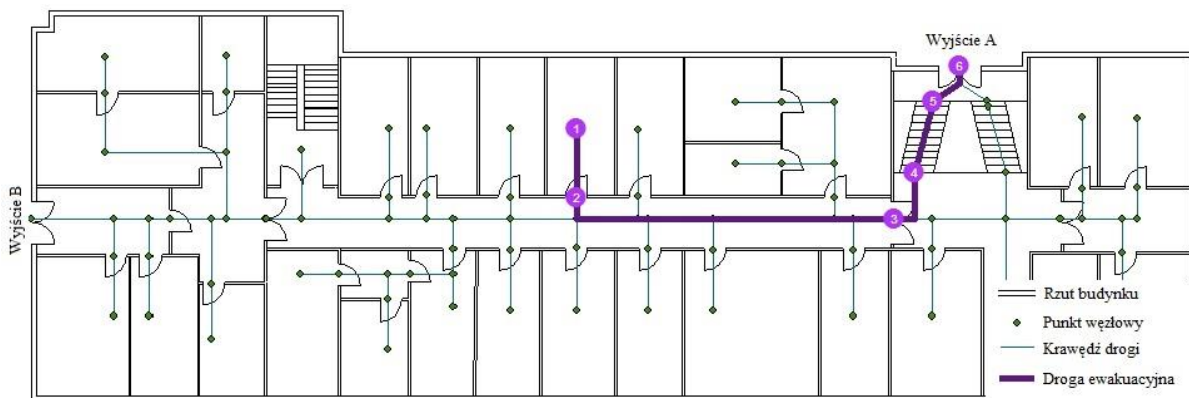 Wyjście A
6
5
1
4
2
3
Wyjście B
Rzut budynku
Punkt węzłowy
Krawędź drogi
Droga ewakuacyjna